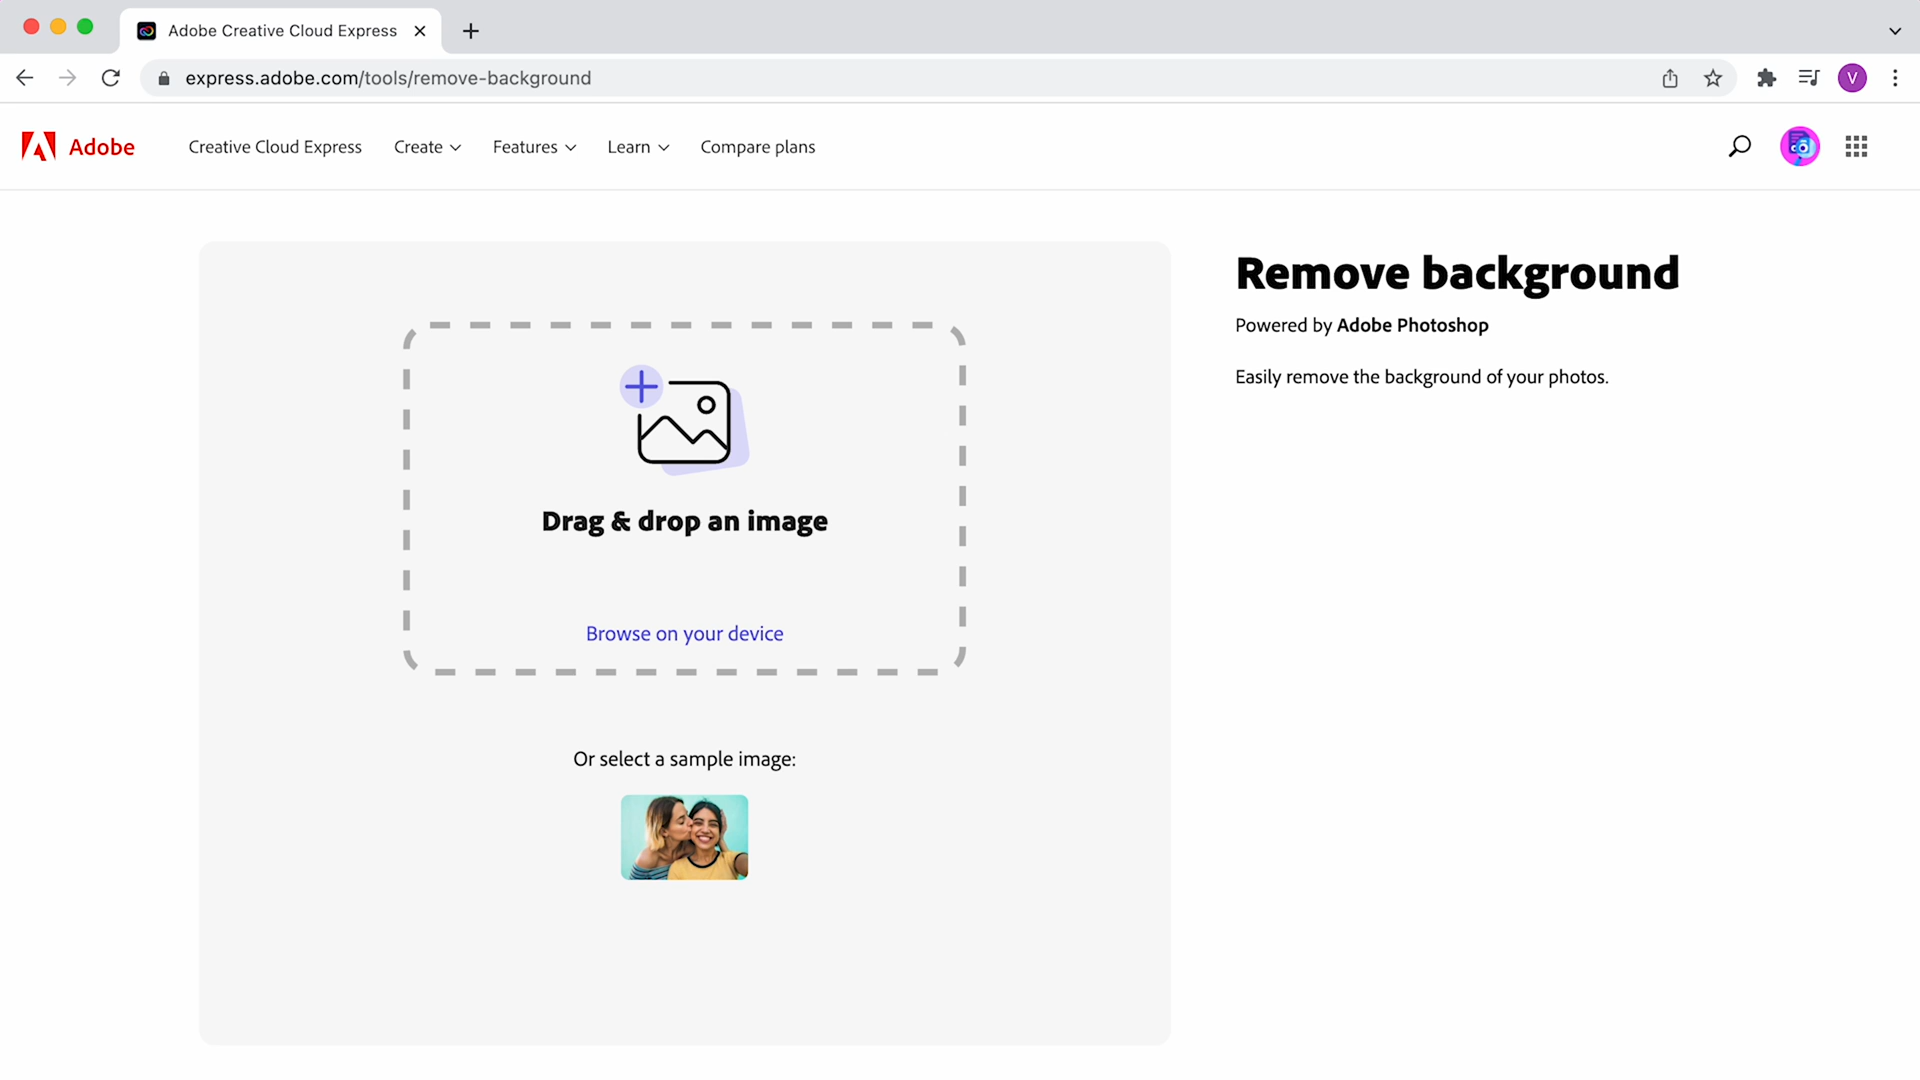 Adobe Creative Cloud Express
express.adobe.com/tools/remove-background
V
Adobe
Creative Cloud Express
Create
Features
Learn
Compare plans
Remove background
Powered by Adobe Photoshop
Easily remove the background of your photos.
Drag & drop an image
Browse on your device
Or select a sample image: